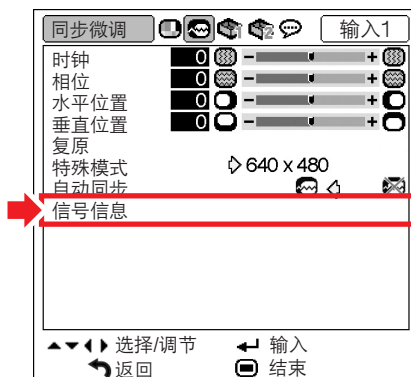 同步微调 输入1
时钟 0 - +
相位 0 - +
水平位置 0 - +
垂直位置 0 - +
复原
特殊模式 640 x 480
自动同步
信号信息
选择/调节 输入
返回 结束